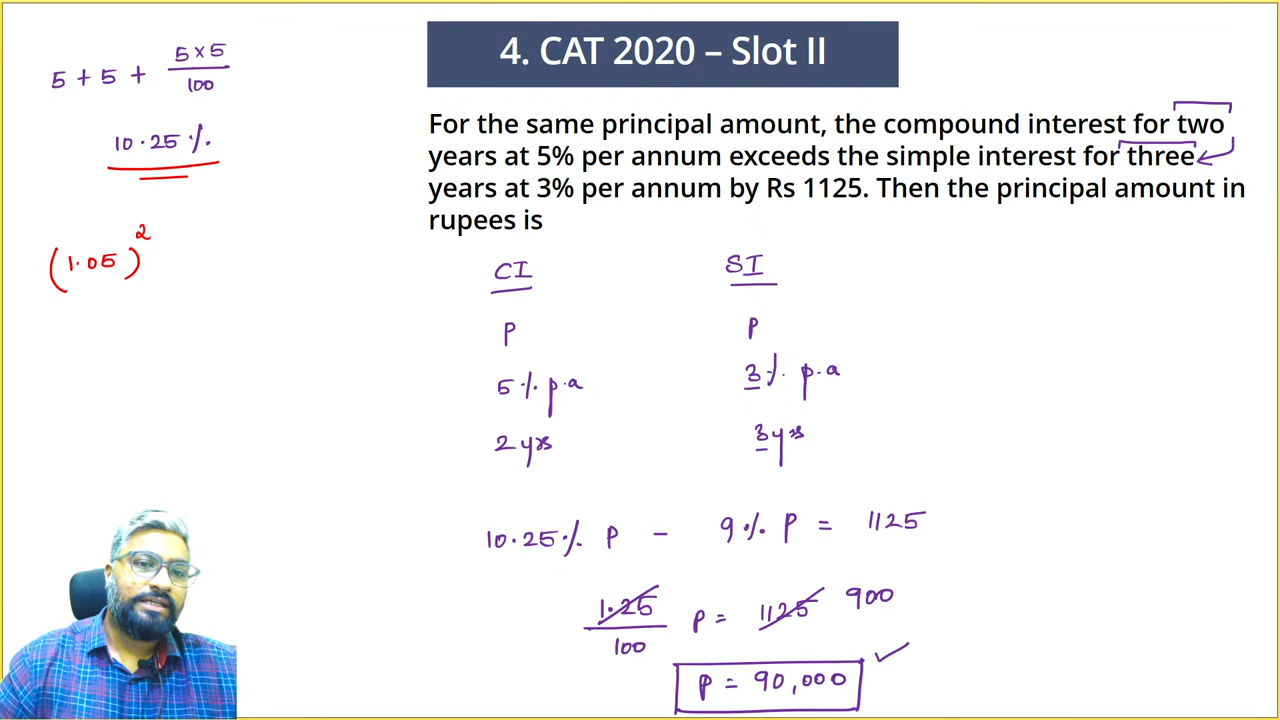 4. CAT 2020 – Slot II
For the same principal amount, the compound interest for two
years at 5% per annum exceeds the simple interest for three
years at 3% per annum by Rs 1125. Then the principal amount in
rupees is
5 + 5 + 5 × 5 / 100
10.25 %
(1.05)²
CI SI
P P
5 % p.a 3 % p.a
2 yrs 3 yrs
10.25 % P - 9 % P = 1125
1.25 / 100 P = 1125 900
P = 90,000 ✓